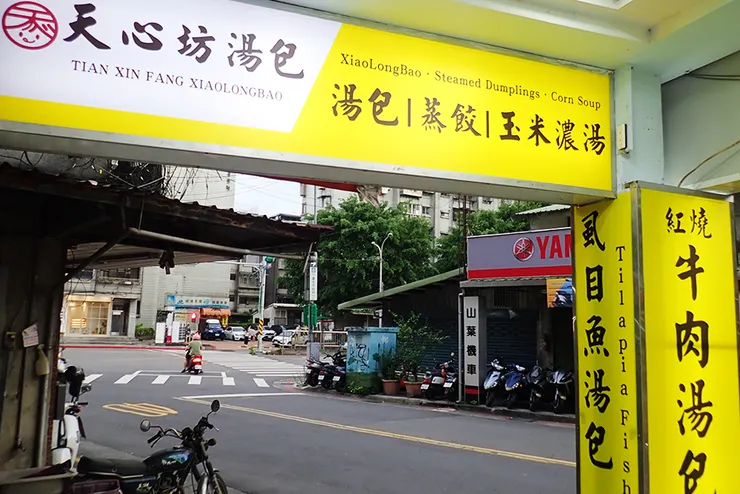 天心坊湯包
TIAN XIN FANG XIAOLONGBAO
XiaoLongBao · Steamed Dumplings · Corn Soup
湯包|蒸餃|玉米濃湯
虱目魚湯包
Tilapia Fish
紅燒
牛肉湯包
YAM
山葉機車